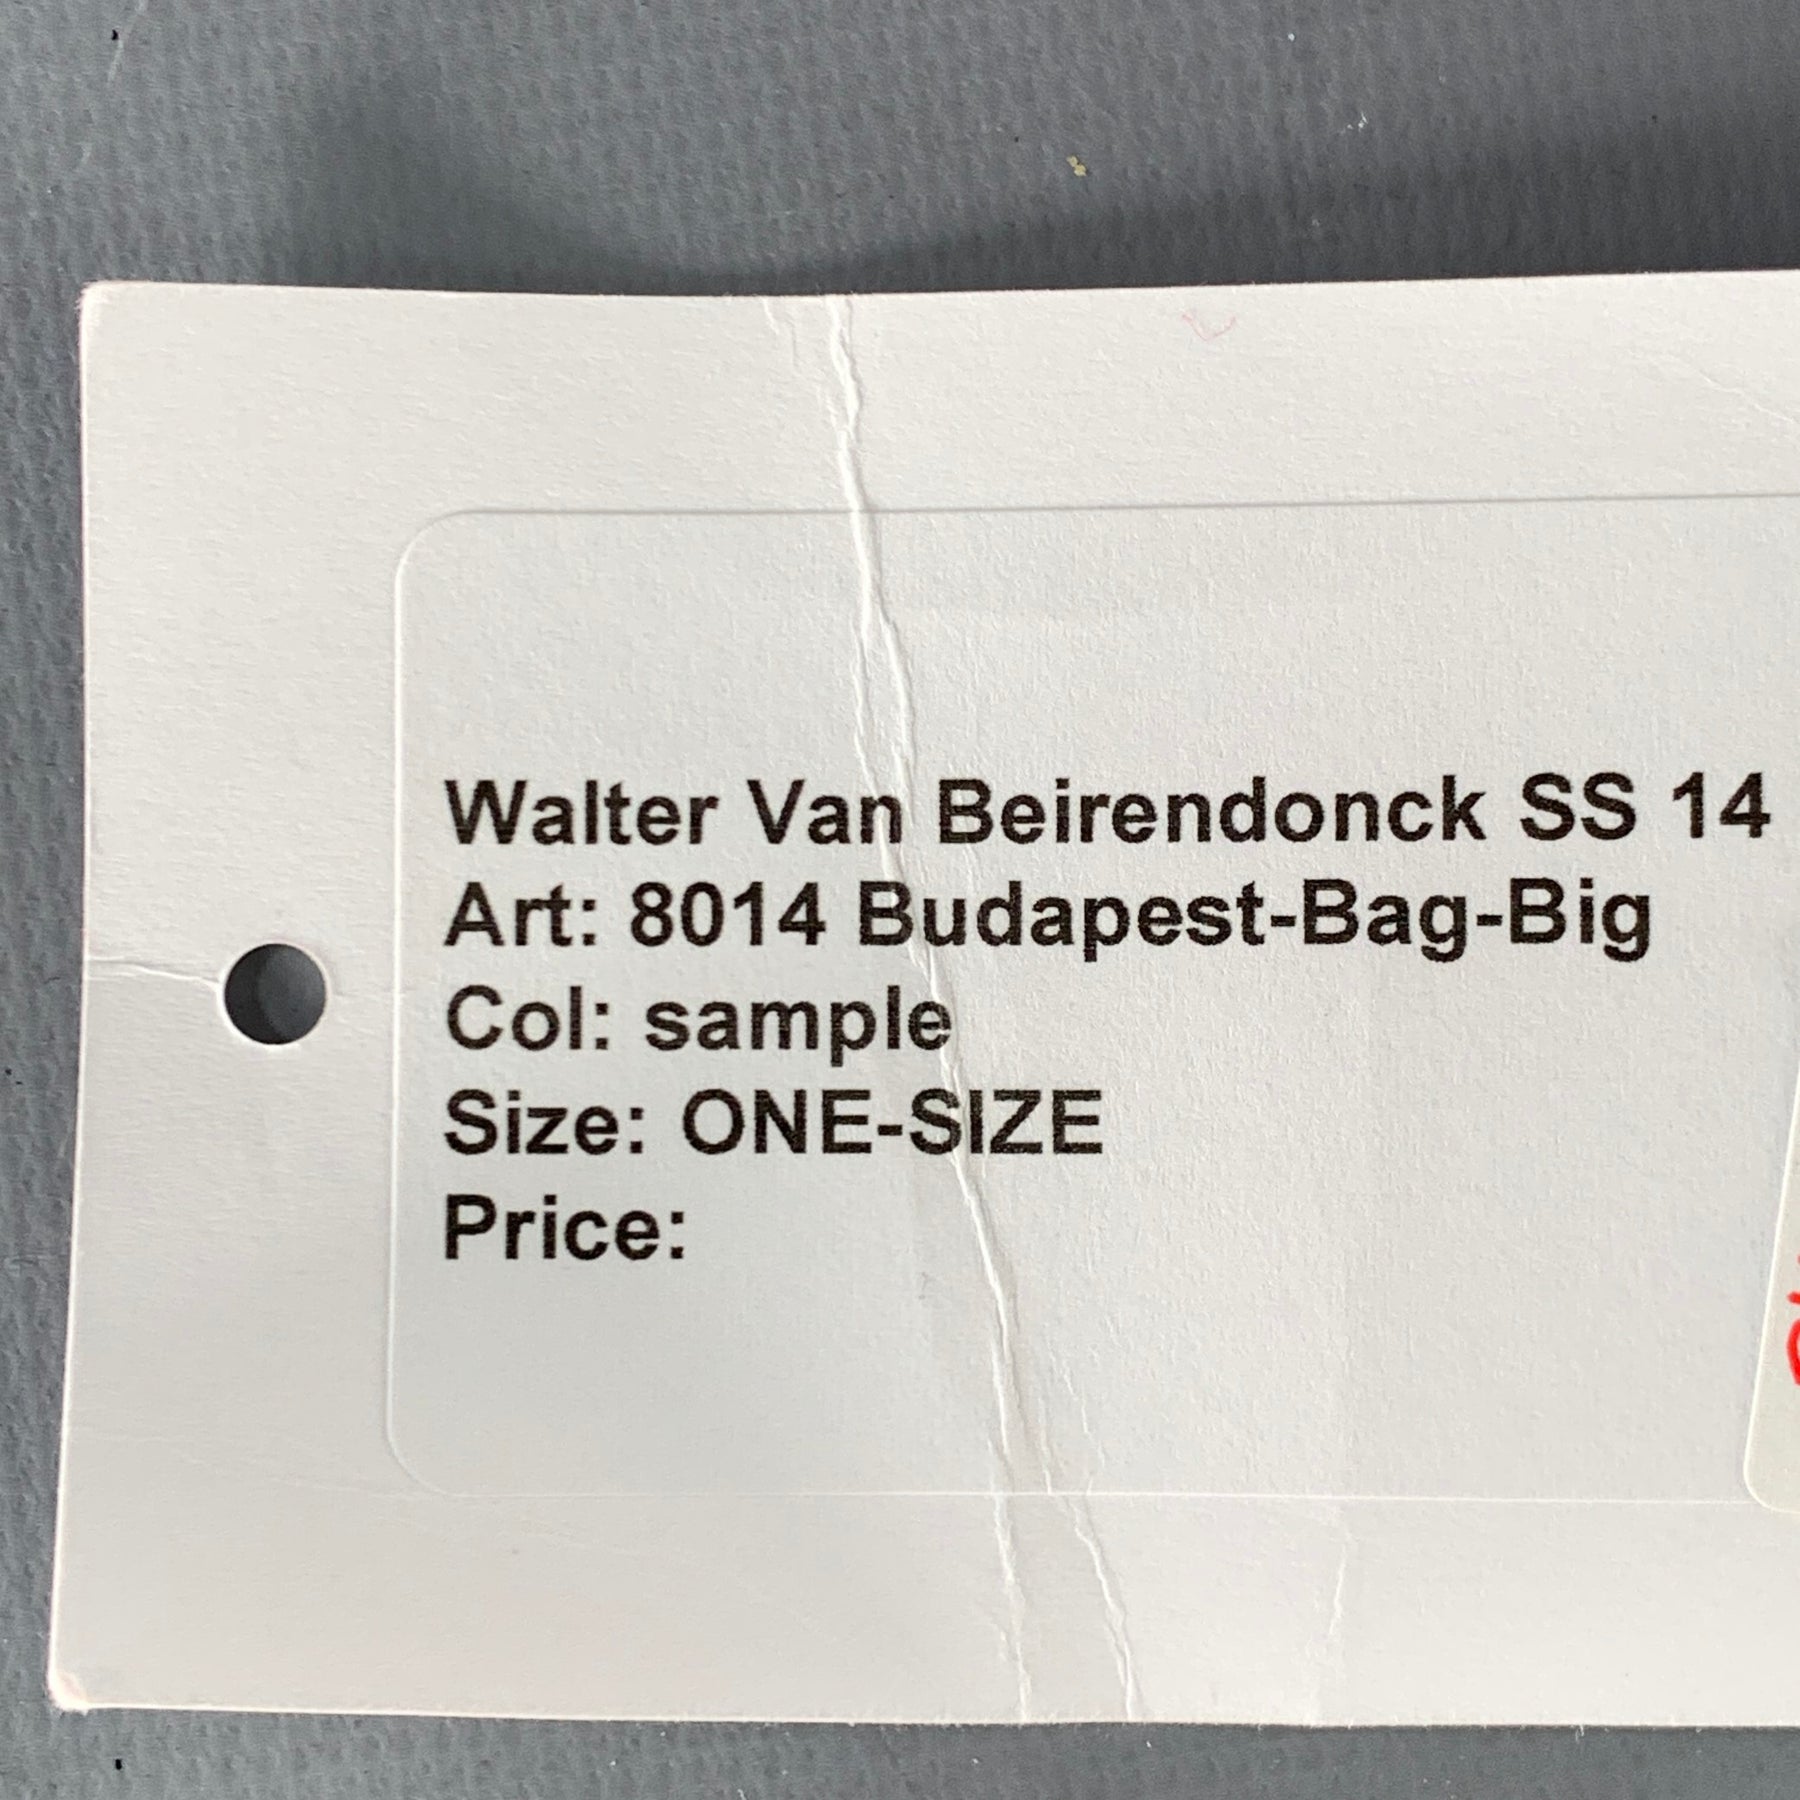 Walter Van Beirendonck SS 14
Art: 8014 Budapest-Bag-Big
Col: sample
Size: ONE-SIZE
Price: